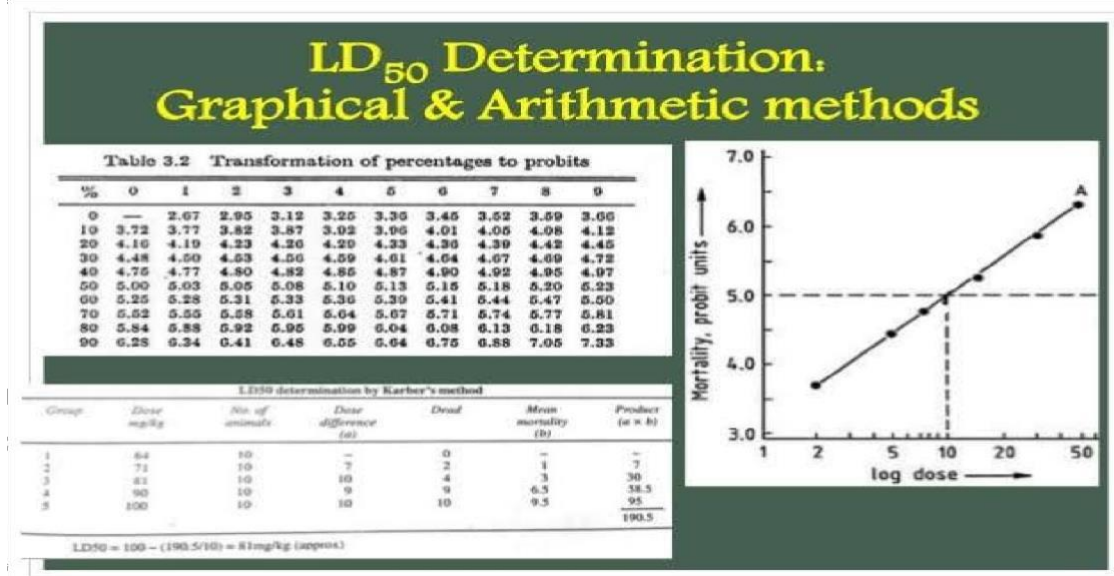 LD50 Determination:
Graphical & Arithmetic methods
Table 3.2 Transformation of percentages to probits
% 0 1 2 3 4 5 6 7 8 9
0 — 2.67 2.95 3.12 3.25 3.36 3.45 3.52 3.59 3.66
10 3.72 3.77 3.82 3.87 3.92 3.96 4.01 4.05 4.08 4.12
20 4.16 4.19 4.23 4.26 4.29 4.33 4.36 4.39 4.42 4.45
30 4.48 4.50 4.53 4.56 4.59 4.61 4.64 4.67 4.69 4.72
40 4.75 4.77 4.80 4.82 4.85 4.87 4.90 4.92 4.95 4.97
50 5.00 5.03 5.05 5.08 5.10 5.13 5.15 5.18 5.20 5.23
60 5.25 5.28 5.31 5.33 5.36 5.39 5.41 5.44 5.47 5.50
70 5.52 5.55 5.58 5.61 5.64 5.67 5.71 5.74 5.77 5.81
80 5.84 5.88 5.92 5.95 5.99 6.04 6.08 6.13 6.18 6.23
90 6.28 6.34 6.41 6.48 6.55 6.64 6.75 6.88 7.05 7.33
LD50 determination by Karber's method
Group Dose No. of Dose Dead Mean Product
mg/kg animals difference mortality (a × b)
(a) (b)
1 64 10 – 0 – –
2 71 10 7 2 1 7
3 81 10 10 4 3 30
4 90 10 9 9 6.5 58.5
5 100 10 10 10 9.5 95
190.5
LD50 = 100 – (190.5/10) = 81mg/kg (approx)
Mortality, probit units
7.0
6.0
5.0
4.0
3.0
A
1 2 5 10 20 50
log dose